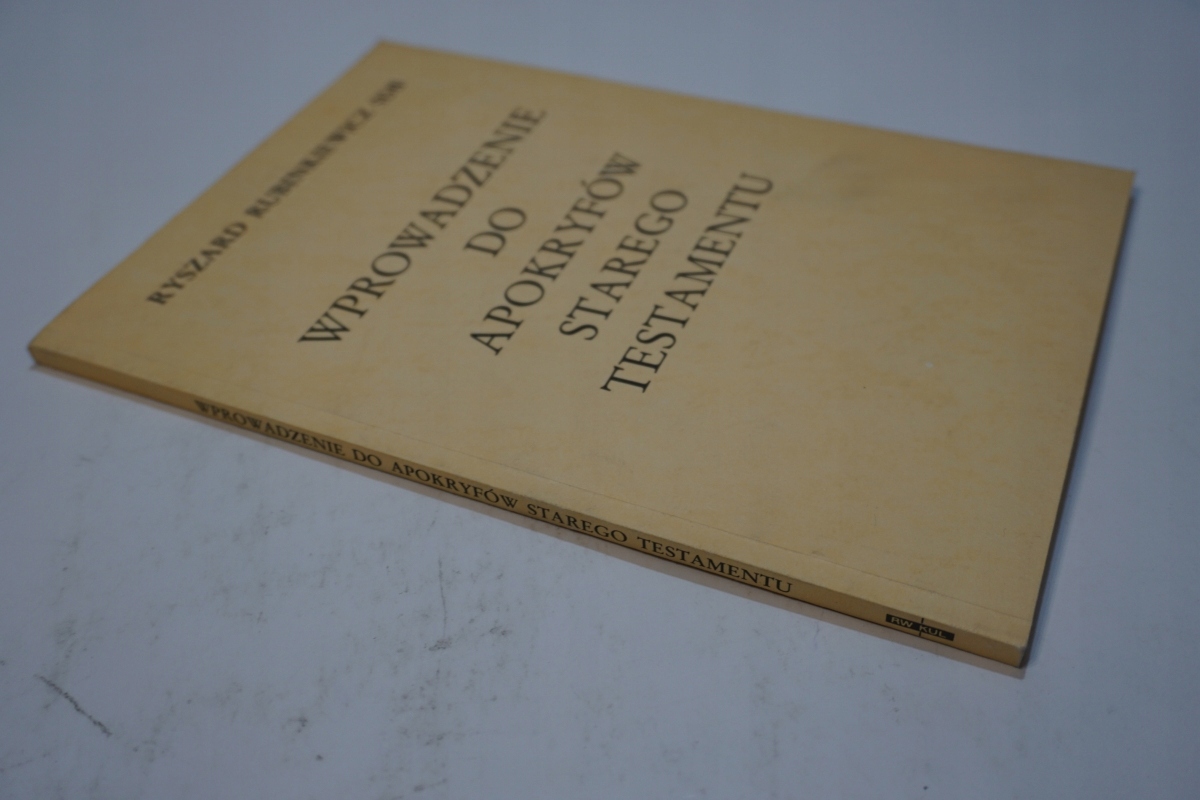 RYSZARD RUBINKIEWICZ SDB
WPROWADZENIE
DO
APOKRYFÓW
STAREGO
TESTAMENTU
WPROWADZENIE DO APOKRYFÓW STAREGO TESTAMENTU
RW KUL